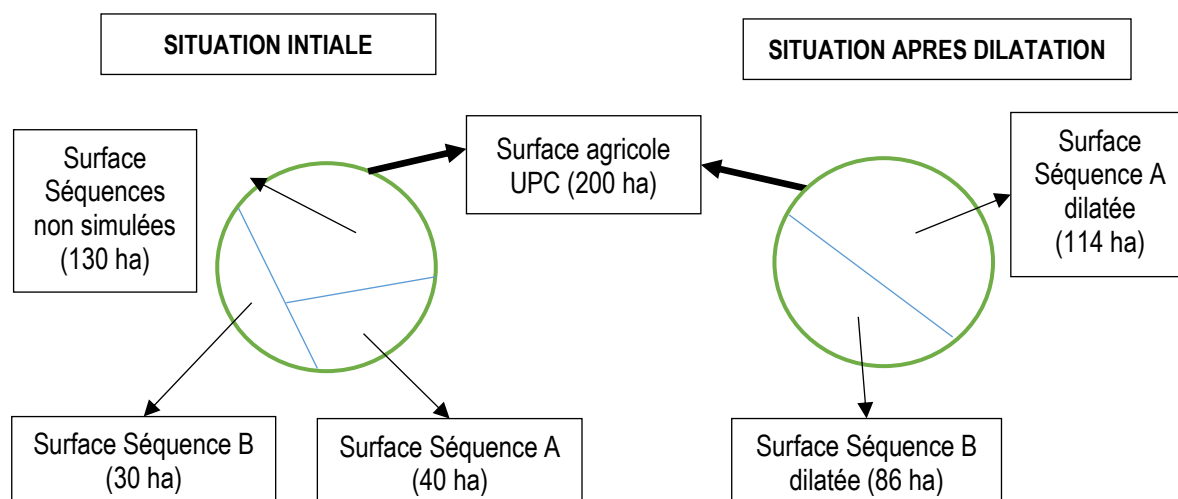 SITUATION INTIALE
SITUATION APRES DILATATION
Surface
Séquences
non simulées
(130 ha)
Surface agricole
UPC (200 ha)
Surface
Séquence A
dilatée
(114 ha)
Surface Séquence B
(30 ha)
Surface Séquence A
(40 ha)
Surface Séquence B
dilatée (86 ha)